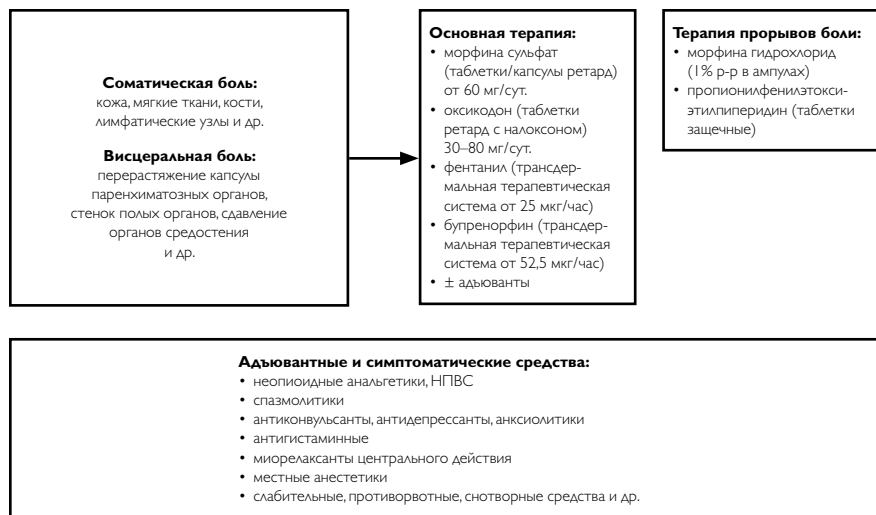 Соматическая боль:
кожа, мягкие ткани, кости,
лимфатические узлы и др.
Висцеральная боль:
перерастяжение капсулы
паренхиматозных органов,
стенок полых органов, сдавление
органов средостения
и др.
Основная терапия:
• морфина сульфат
(таблетки/капсулы ретард)
от 60 мг/сут.
• оксикодон (таблетки
ретард с налоксоном)
30–80 мг/сут.
• фентанил (трансдер-
мальная терапевтическая
система от 25 мкг/час)
• бупренорфин (трансдер-
мальная терапевтическая
система от 52,5 мкг/час)
• ± адъюванты
Терапия прорывов боли:
• морфина гидрохлорид
(1% р-р в ампулах)
• пропионилфенилэтокси-
этилпиперидин (таблетки
защечные)
Адъювантные и симптоматические средства:
• неопиоидные анальгетики, НПВС
• спазмолитики
• антиконвульсанты, антидепрессанты, анксиолитики
• антигистаминные
• миорелаксанты центрального действия
• местные анестетики
• слабительные, противорвотные, снотворные средства и др.